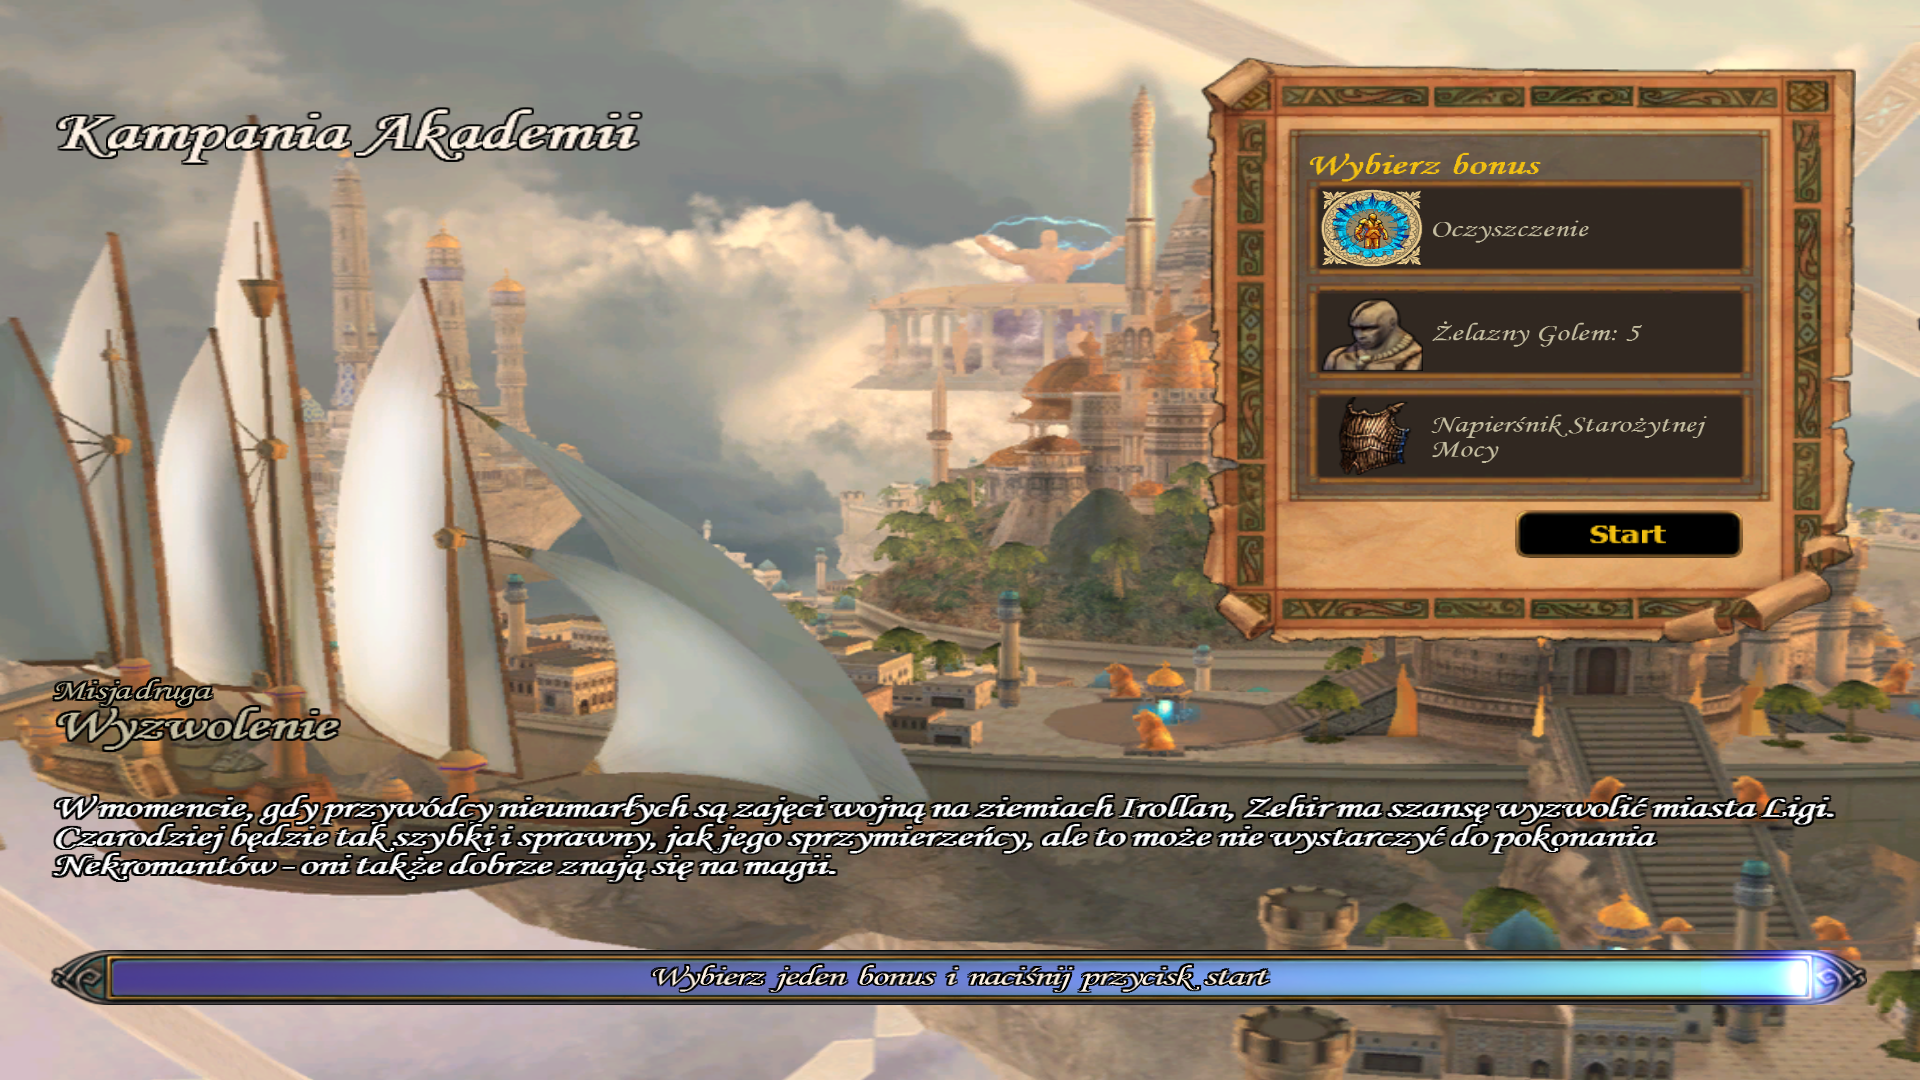 Kampania Akademii
Wybierz bonus
Oczyszczenie
Żelazny Golem: 5
Napierśnik Starożytnej
Mocy
Start
Misja druga
Wyzwolenie
W momencie, gdy przywódcy nieumarłych są zajęci wojną na ziemiach Irollan, Zehir ma szansę wyzwolić miasta Ligi.
Czarodziej będzie tak szybki i sprawny, jak jego sprzymierzeńcy, ale to może nie wystarczyć do pokonania
Nekromantów – oni także dobrze znają się na magii.
Wybierz jeden bonus i naciśnij przycisk start